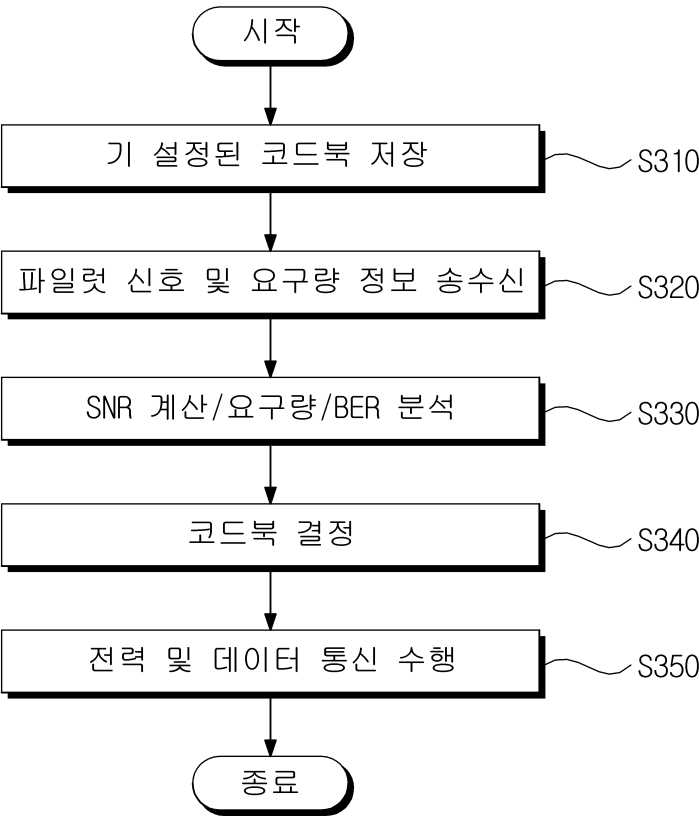 시작
기 설정된 코드북 저장
S310
파일럿 신호 및 요구량 정보 송수신
S320
SNR 계산/요구량/BER 분석
S330
코드북 결정
S340
전력 및 데이터 통신 수행
S350
종료